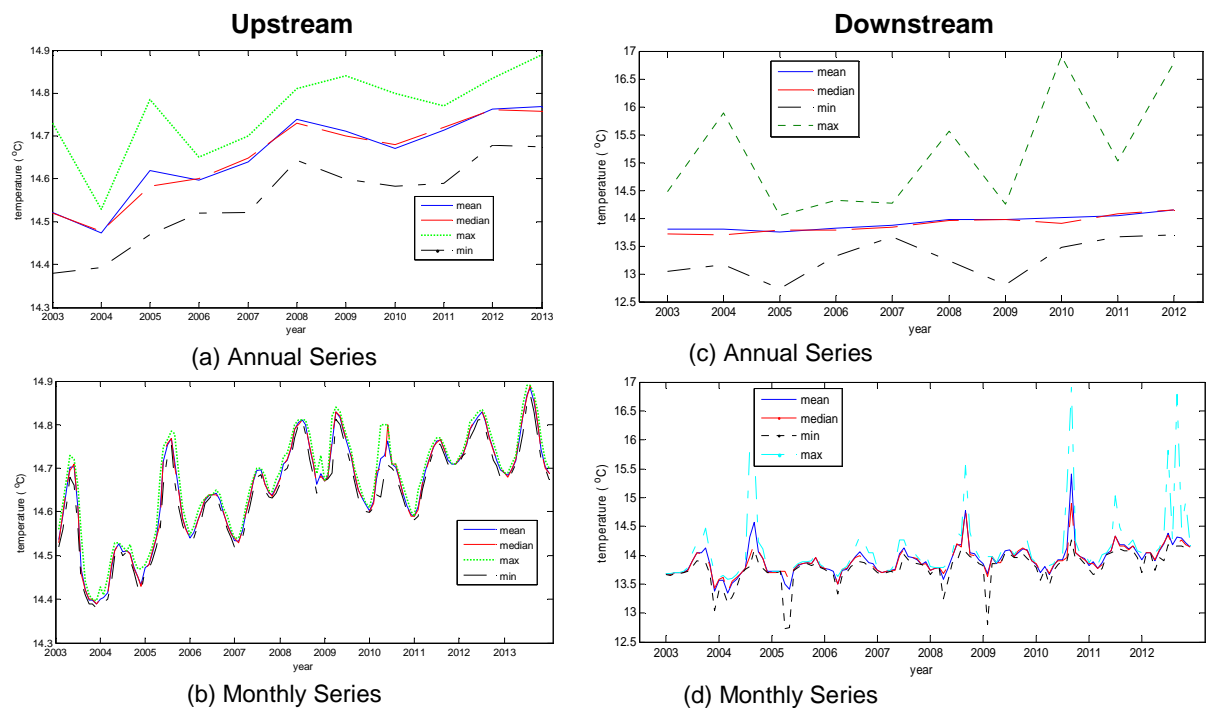 Upstream
Downstream
14.9
14.8
14.7
14.6
14.5
14.4
14.3
temperature ( °C)
2003 2004 2005 2006 2007 2008 2009 2010 2011 2012 2013
year
mean
median
max
min
(a) Annual Series
17
16.5
16
15.5
15
14.5
14
13.5
13
12.5
temperature ( °C)
2003 2004 2005 2006 2007 2008 2009 2010 2011 2012
year
mean
median
min
max
(c) Annual Series
14.9
14.8
14.7
14.6
14.5
14.4
14.3
temperature ( °C)
2003 2004 2005 2006 2007 2008 2009 2010 2011 2012 2013
year
mean
median
max
min
(b) Monthly Series
17
16.5
16
15.5
15
14.5
14
13.5
13
12.5
temperature ( °C)
2003 2004 2005 2006 2007 2008 2009 2010 2011 2012
year
mean
median
min
max
(d) Monthly Series